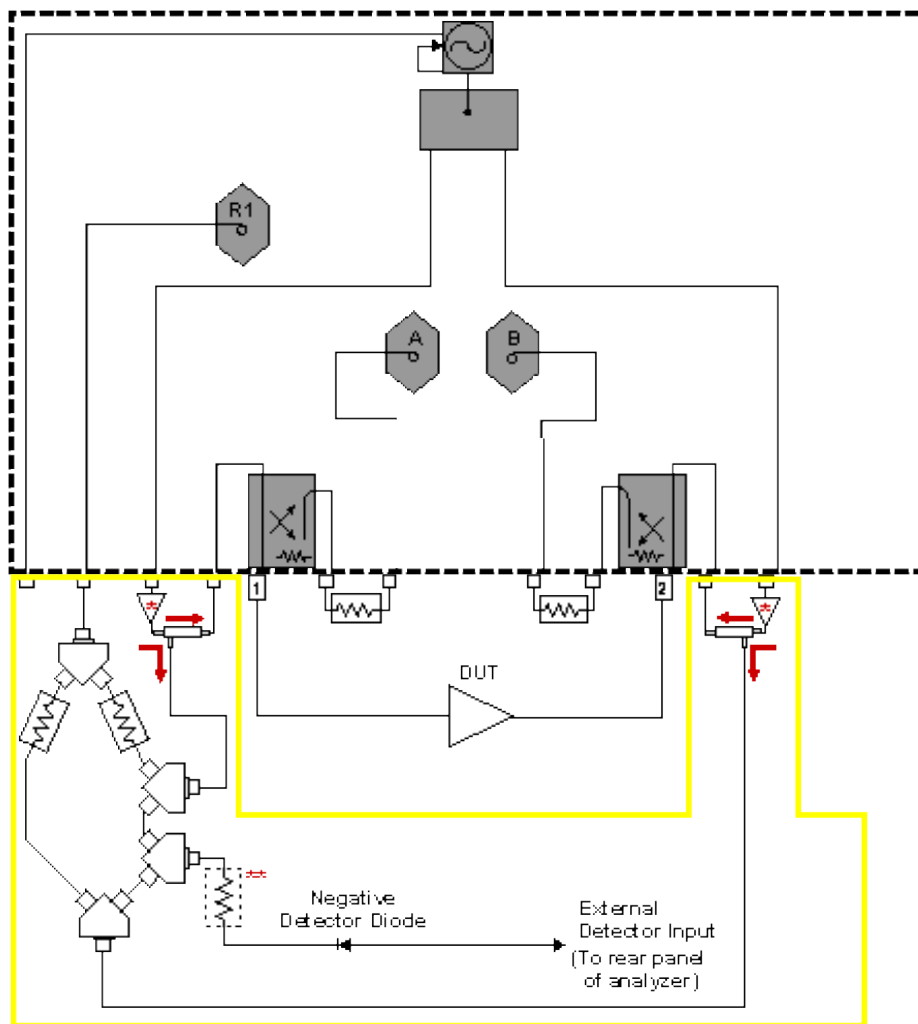 R1
A
B
1
2
**
**
DUT
**
Negative
Detector Diode
External
Detector Input
(To rear panel
of analyzer)